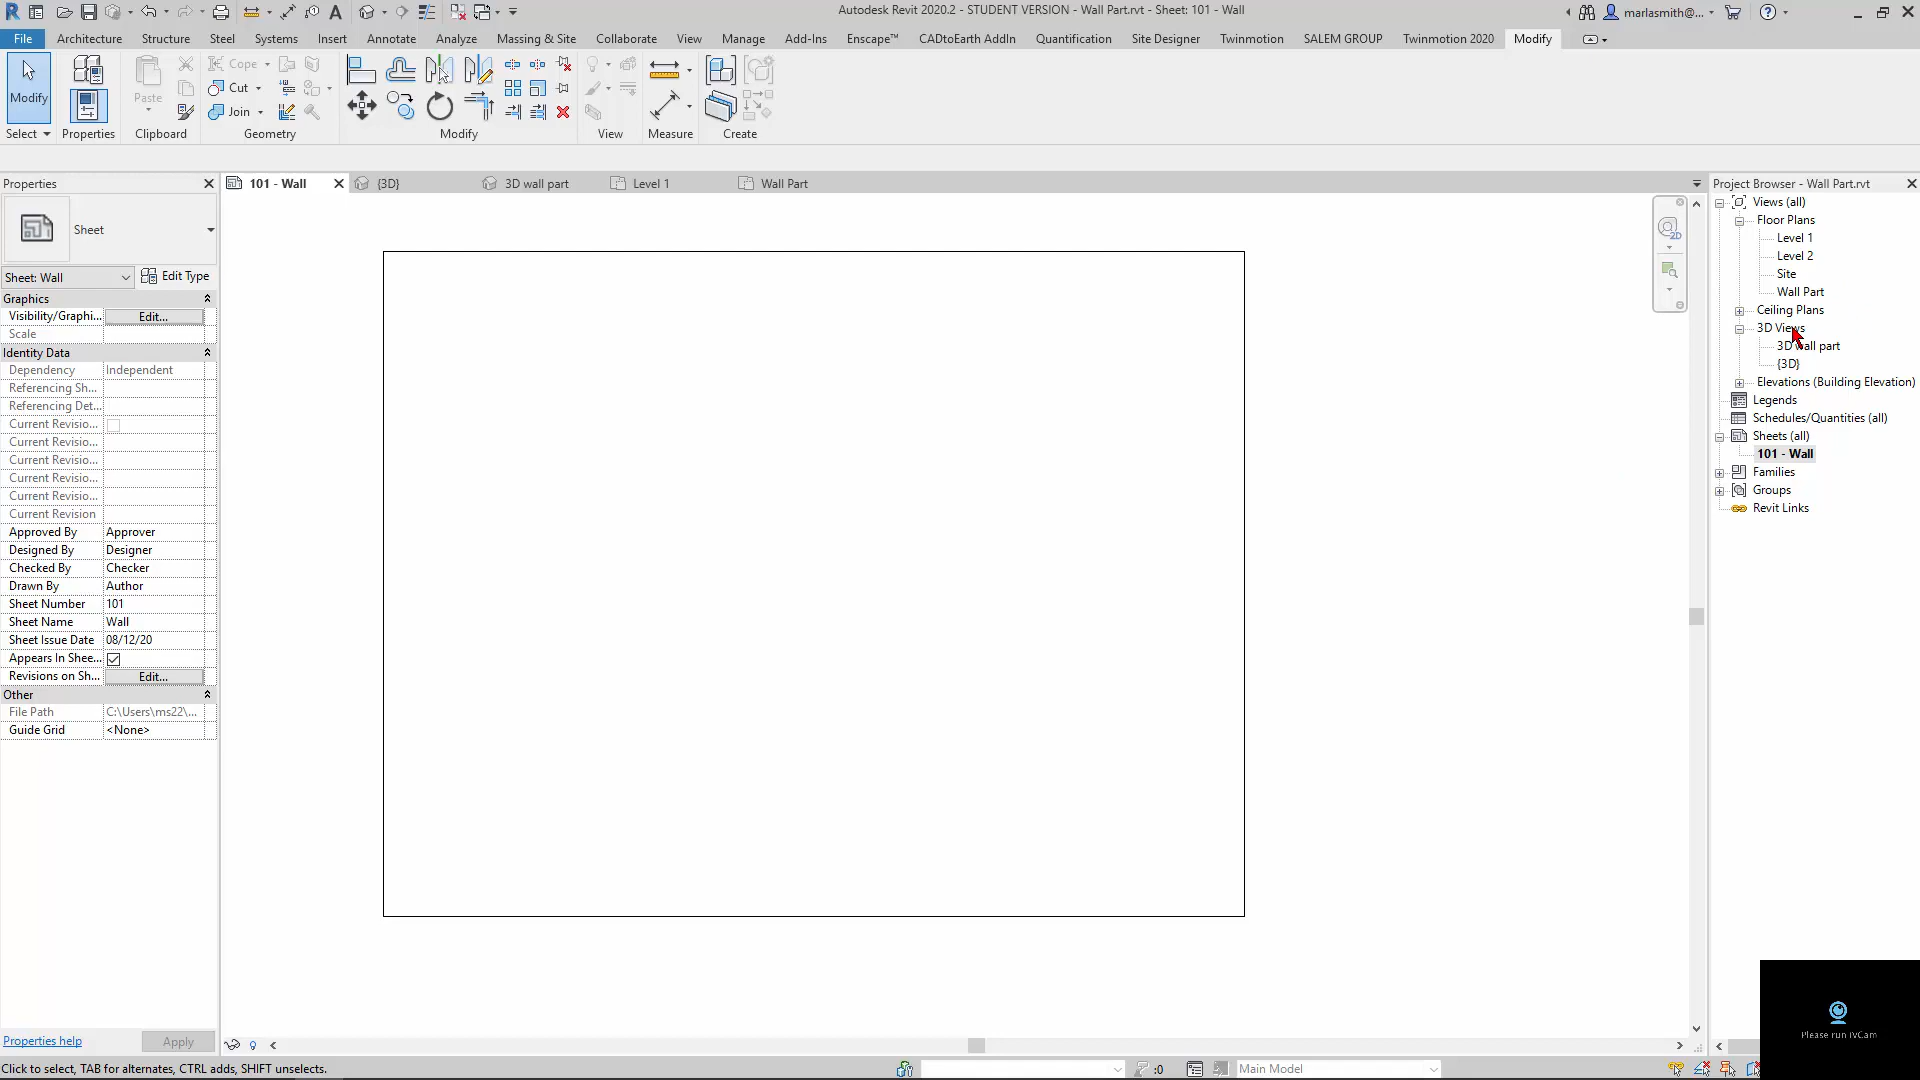 Autodesk Revit 2020.2 - STUDENT VERSION - Wall Part.rvt - Sheet: 101 - Wall
marlasmith@...
File Architecture Structure Steel Systems Insert Annotate Analyze Massing & Site Collaborate View Manage Add-Ins Enscape™ CADtoEarth AddIn Quantification Site Designer Twinmotion SALEM GROUP Twinmotion 2020 Modify
Modify
Paste
Cope
Cut
Join
Select Properties Clipboard Geometry Modify View Measure Create
Properties
101 - Wall {3D} 3D wall part Level 1 Wall Part
Sheet
Sheet: Wall Edit Type
Graphics
Visibility/Graphi... Edit...
Scale
Identity Data
Dependency Independent
Referencing Sh...
Referencing Det...
Current Revisio...
Current Revisio...
Current Revisio...
Current Revisio...
Current Revisio...
Current Revision
Approved By Approver
Designed By Designer
Checked By Checker
Drawn By Author
Sheet Number 101
Sheet Name Wall
Sheet Issue Date 08/12/20
Appears In Shee...
Revisions on Sh... Edit...
Other
File Path C:\Users\ms22\...
Guide Grid <None>
Properties help Apply
Project Browser - Wall Part.rvt
Views (all)
Floor Plans
Level 1
Level 2
Site
Wall Part
Ceiling Plans
3D Views
3D wall part
{3D}
Elevations (Building Elevation)
Legends
Schedules/Quantities (all)
Sheets (all)
101 - Wall
Families
Groups
Revit Links
2D
Please run iVCam
Click to select, TAB for alternates, CTRL adds, SHIFT unselects.
:0
Main Model